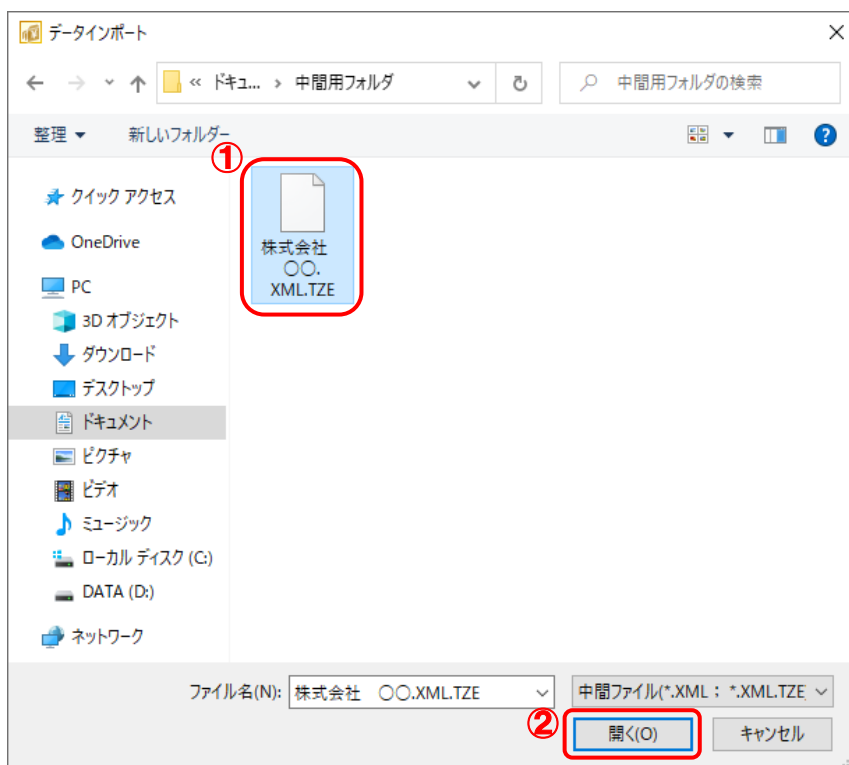 データインポート
« ドキュ... › 中間用フォルダ
中間用フォルダの検索
整理
新しいフォルダー
①
クイック アクセス
OneDrive
PC
3D オブジェクト
ダウンロード
デスクトップ
ドキュメント
ピクチャ
ビデオ
ミュージック
ローカル ディスク (C:)
DATA (D:)
ネットワーク
株式会社
〇〇.
XML.TZE
ファイル名(N):
株式会社　〇〇.XML.TZE
中間ファイル(*.XML ; *.XML.TZE
②
開く(O)
キャンセル